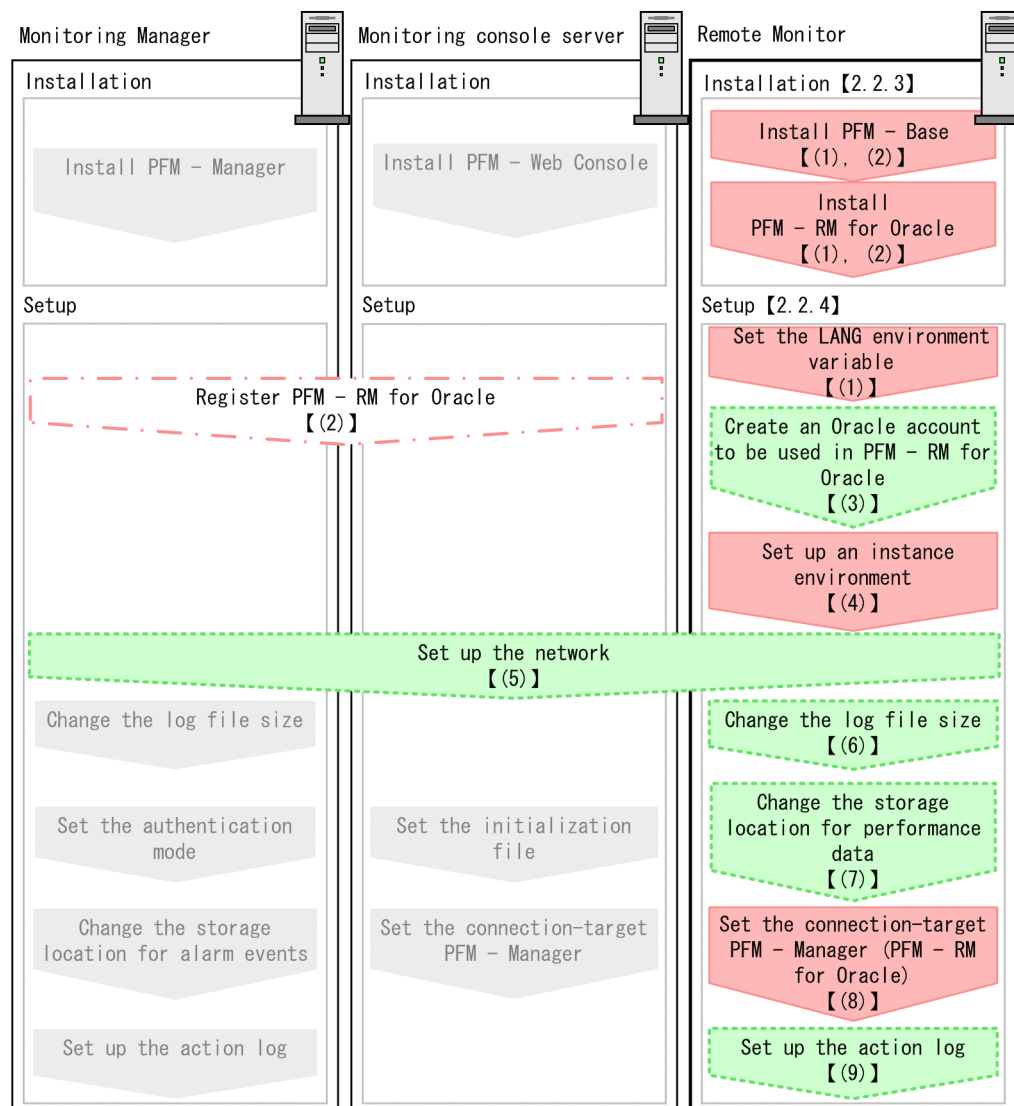 Monitoring Manager
Installation
Install PFM – Manager
Setup
Monitoring console server
Installation
Install PFM – Web Console
Setup
Remote Monitor
Installation【2.2.3】
Install PFM – Base
【(1), (2)】
Install
PFM – RM for Oracle
【(1), (2)】
Setup【2.2.4】
Set the LANG environment
variable
【(1)】
Register PFM – RM for Oracle
【(2)】
Create an Oracle account
to be used in PFM – RM for
Oracle
【(3)】
Set up an instance
environment
【(4)】
Set up the network
【(5)】
Change the log file size
Set the authentication
mode
Change the storage
location for alarm events
Set up the action log
Set the initialization
file
Set the connection-target
PFM – Manager
Change the log file size
【(6)】
Change the storage
location for performance
data
【(7)】
Set the connection-target
PFM – Manager (PFM – RM
for Oracle)
【(8)】
Set up the action log
【(9)】